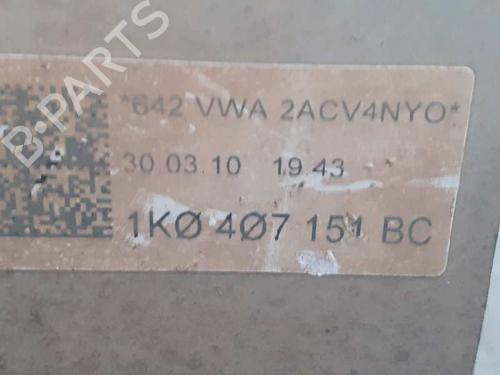 B-PARTS
*642 VWA 2ACV4NYO*
30.03.10 19.43
1KØ 4Ø7 151 BC